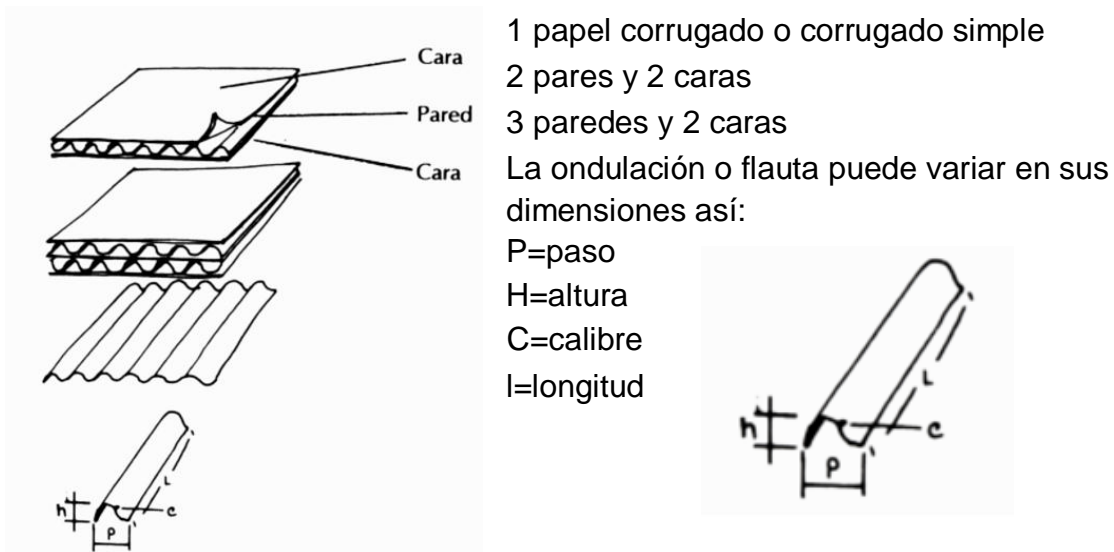 Cara
Pared
Cara
h
P
c
L
1 papel corrugado o corrugado simple
2 pares y 2 caras
3 paredes y 2 caras
La ondulación o flauta puede variar en sus
dimensiones así:
P=paso
H=altura
C=calibre
l=longitud
h
P
c
L